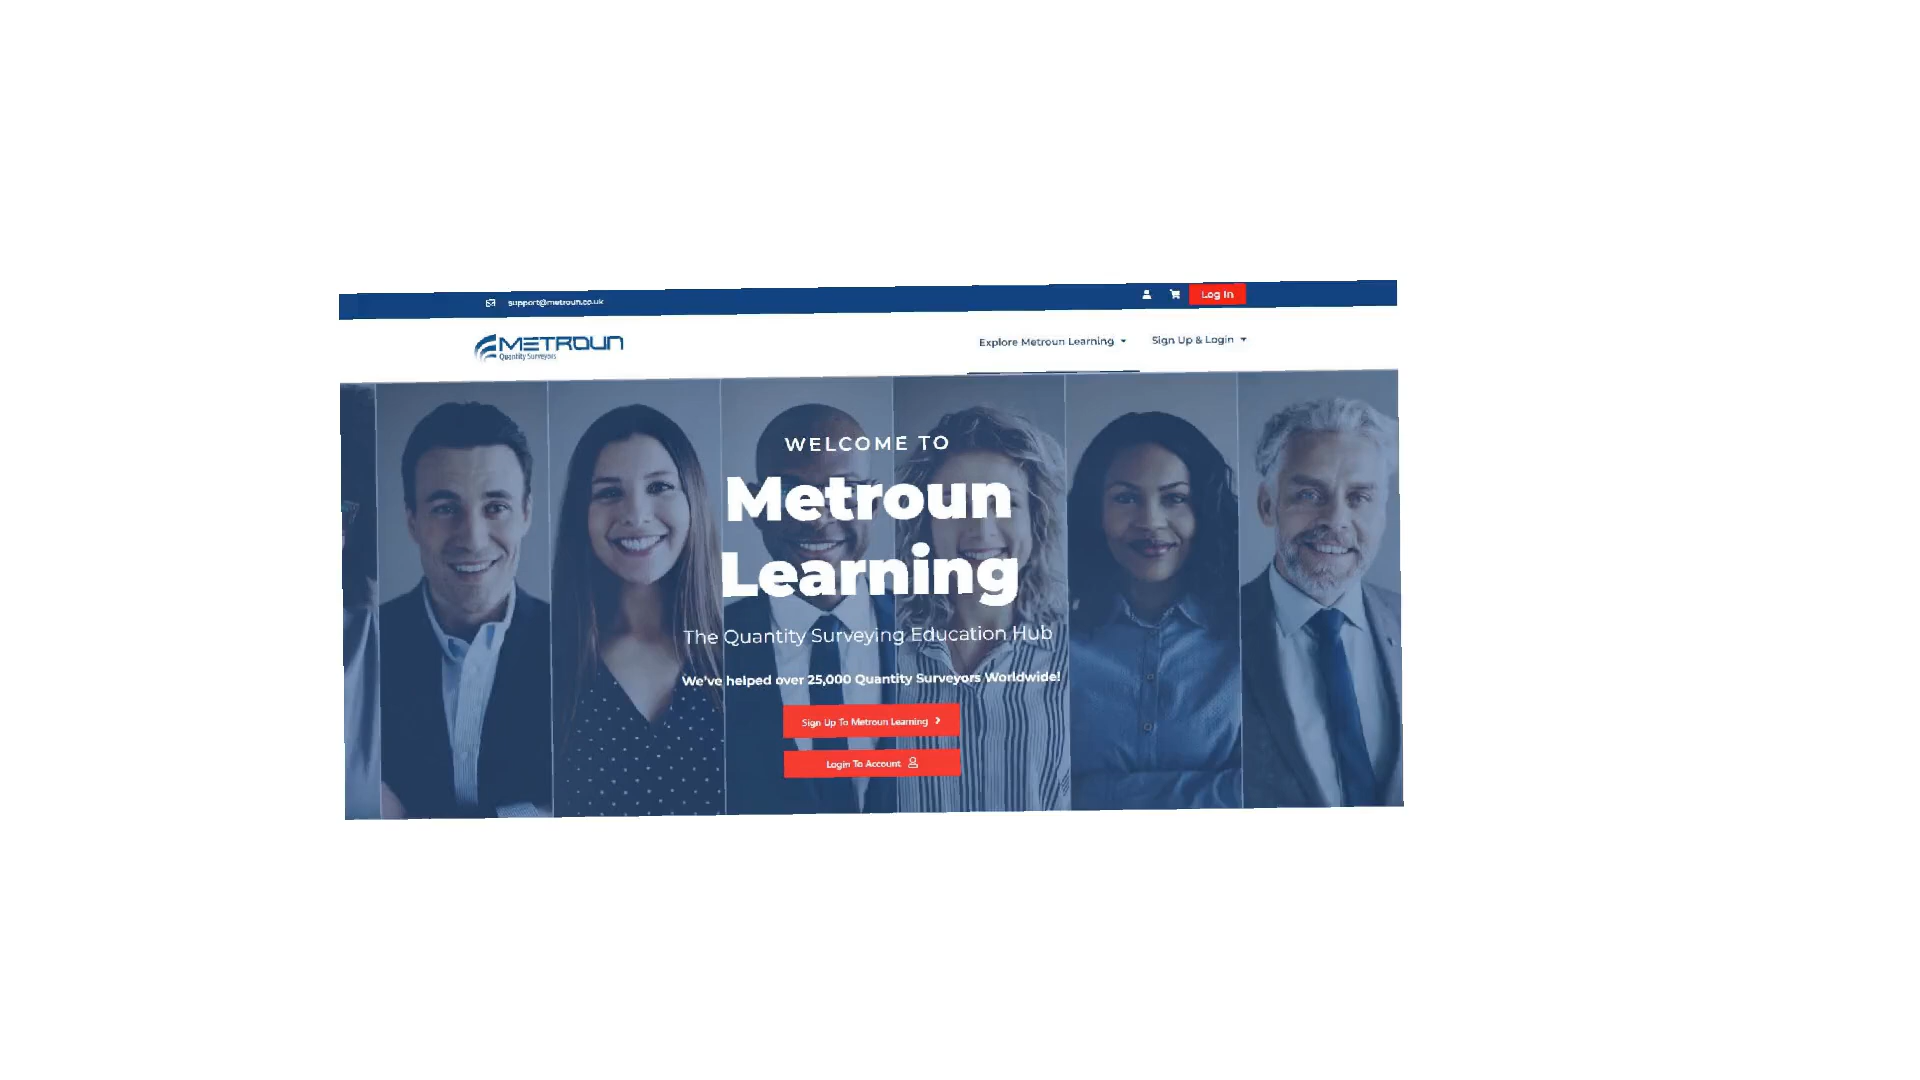 support@metroun.co.uk
Log In
METROUN
Quantity Surveyors
Explore Metroun Learning
Sign Up & Login
WELCOME TO
Metroun
Learning
The Quantity Surveying Education Hub
We've helped over 25,000 Quantity Surveyors Worldwide!
Sign Up To Metroun Learning
Login To Account